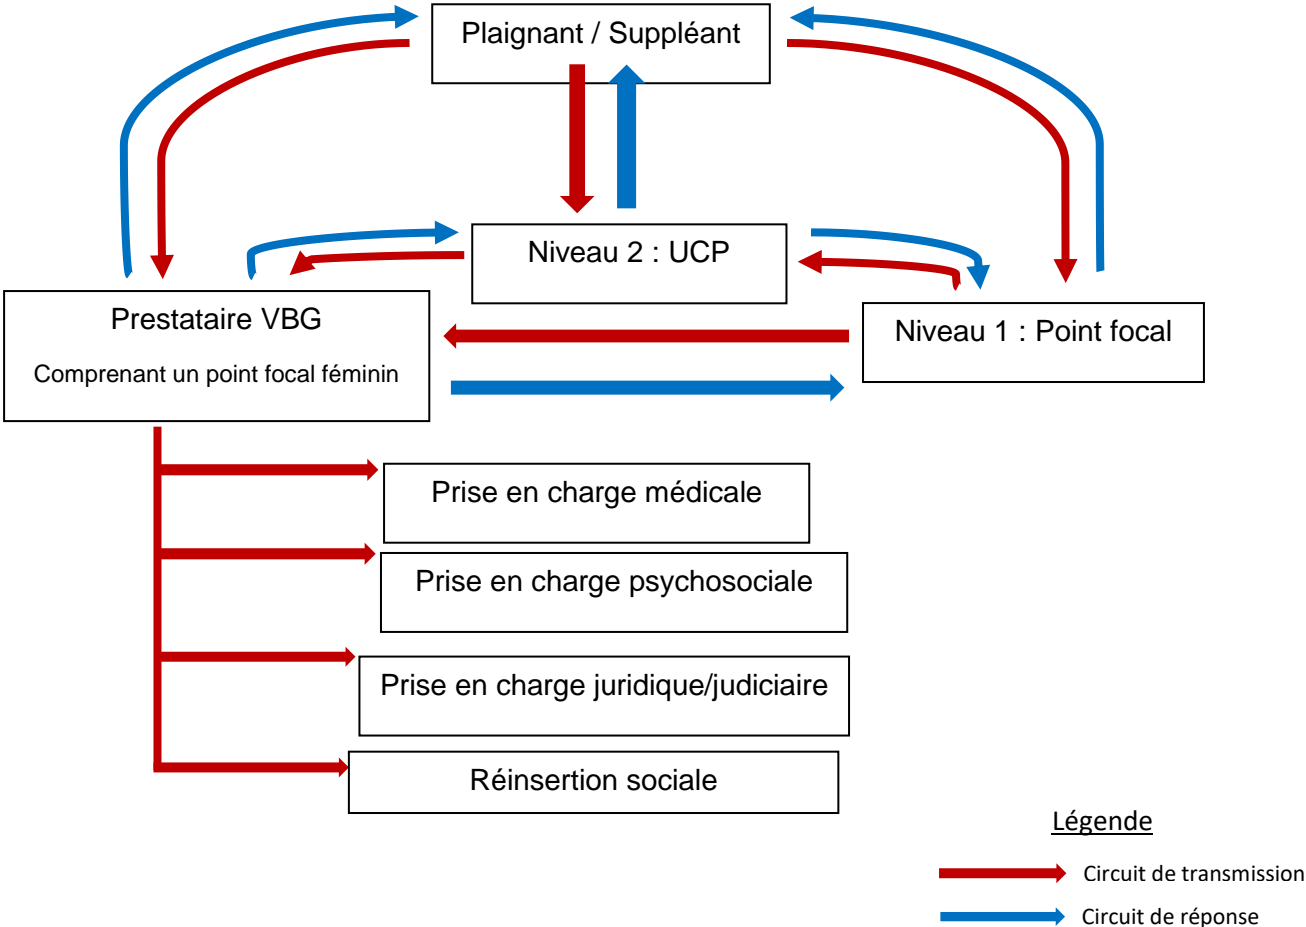 Plaignant / Suppléant
Niveau 2 : UCP
Prestataire VBG
Comprenant un point focal féminin
Niveau 1 : Point focal
Prise en charge médicale
Prise en charge psychosociale
Prise en charge juridique/judiciaire
Réinsertion sociale
Légende
Circuit de transmission
Circuit de réponse